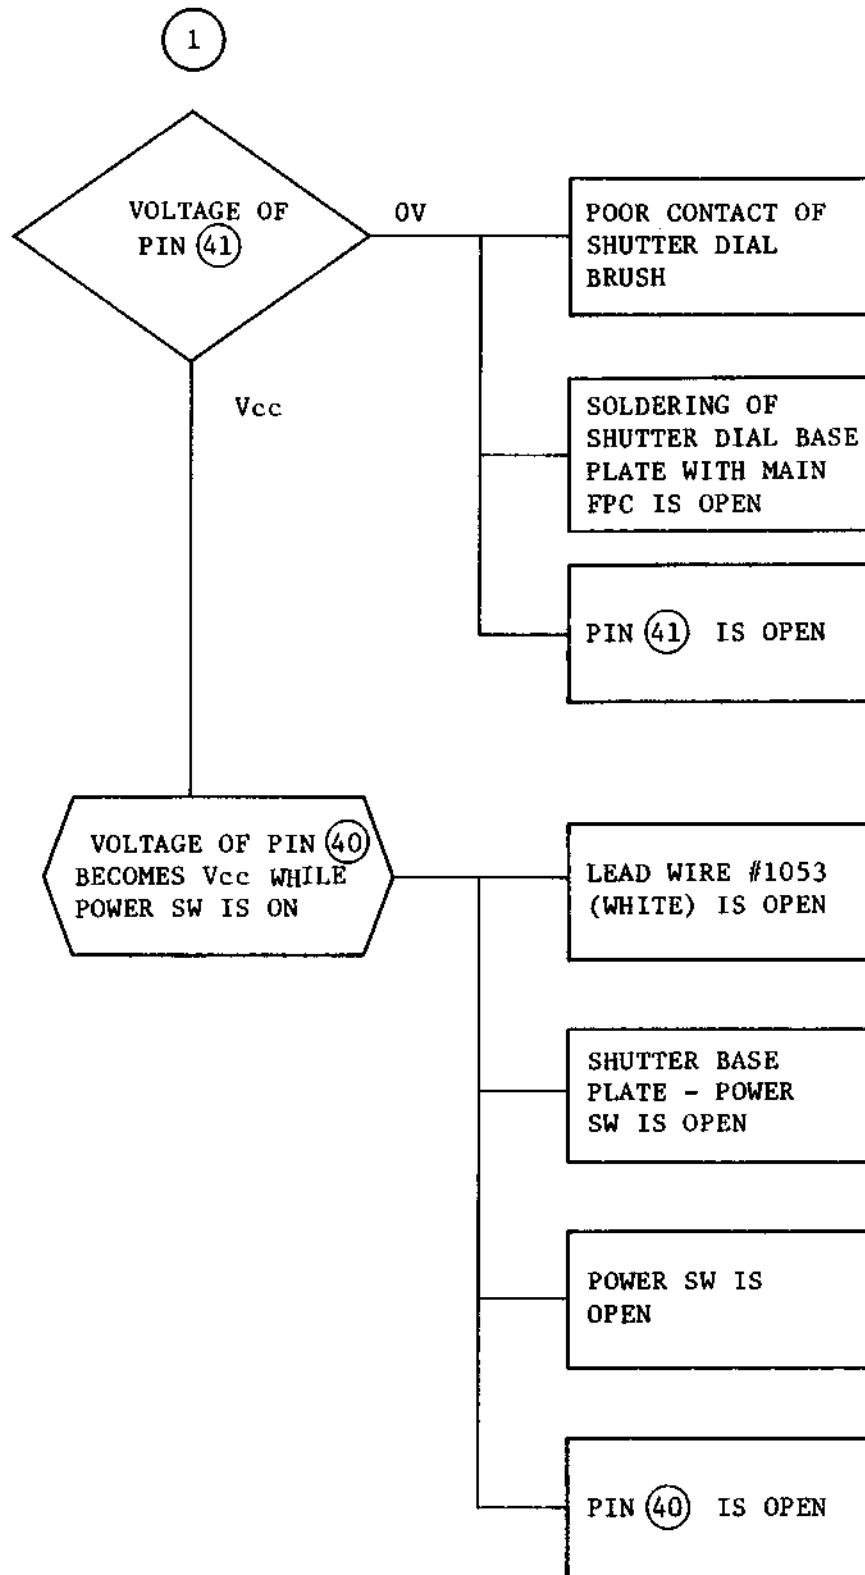 1
VOLTAGE OF
PIN 41
0V
Vcc
POOR CONTACT OF
SHUTTER DIAL
BRUSH
SOLDERING OF
SHUTTER DIAL BASE
PLATE WITH MAIN
FPC IS OPEN
PIN 41 IS OPEN
VOLTAGE OF PIN 40
BECOMES Vcc WHILE
POWER SW IS ON
LEAD WIRE #1053
(WHITE) IS OPEN
SHUTTER BASE
PLATE - POWER
SW IS OPEN
POWER SW IS
OPEN
PIN 40 IS OPEN